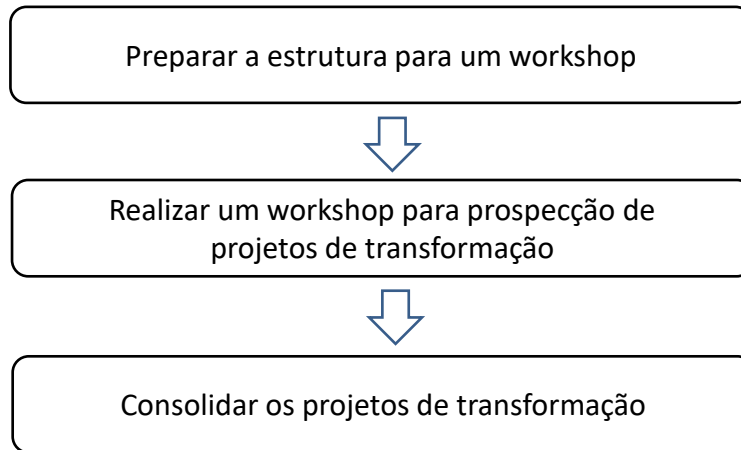 Preparar a estrutura para um workshop
Realizar um workshop para prospecção de
projetos de transformação
Consolidar os projetos de transformação